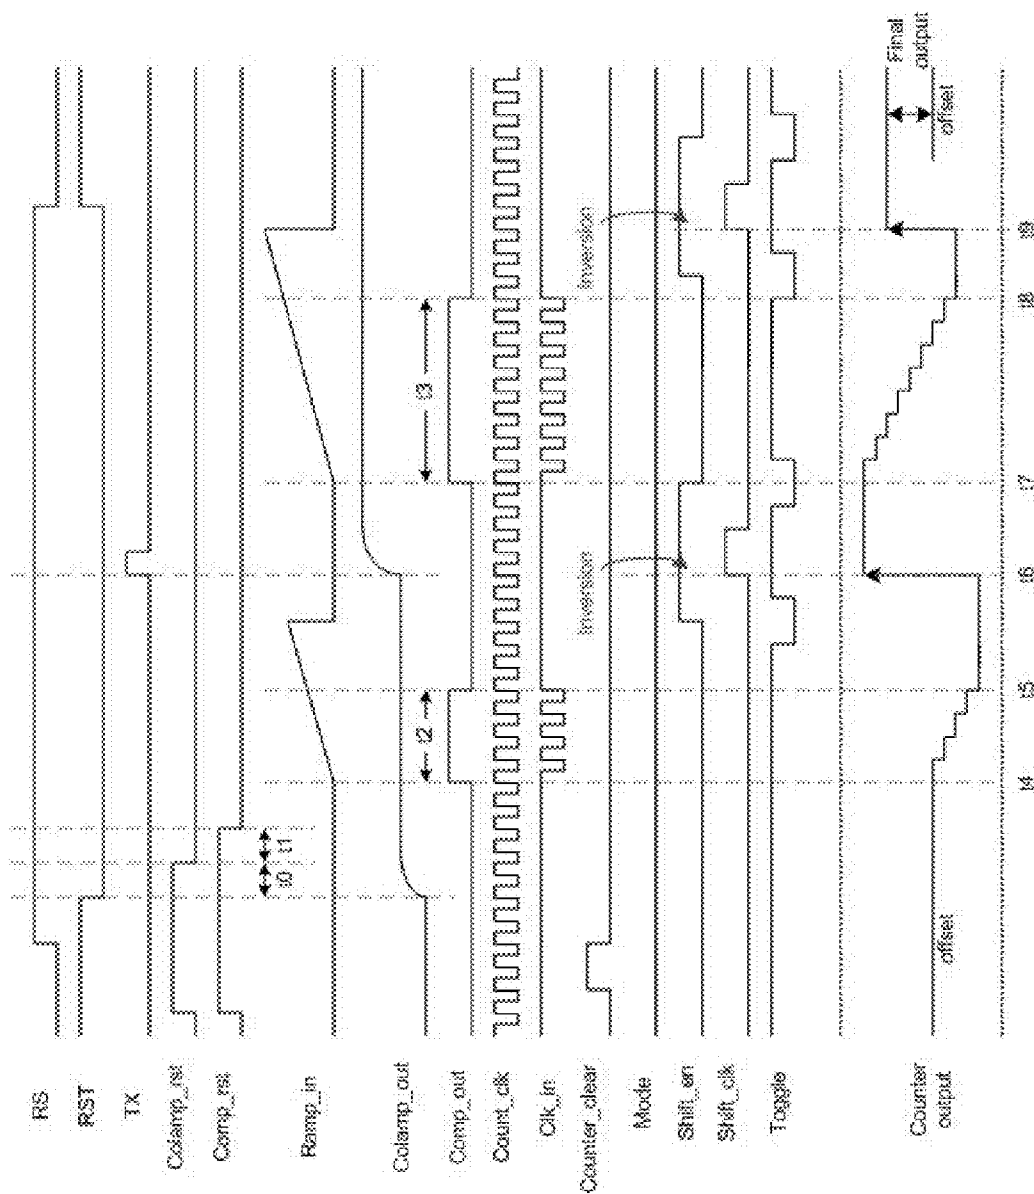 RS
RST
TX
Colamp_rst
Comp_rst
Ramp_in
Colamp_out
Comp_out
Count_clk
Clk_in
Counter_clear
Mode
Shift_en
Shift_clk
Toggle
Counter
output
t0
t1
t2
t3
Inversion
Inversion
offset
offset
Final
output
t4
t5
t6
t7
t8
t9